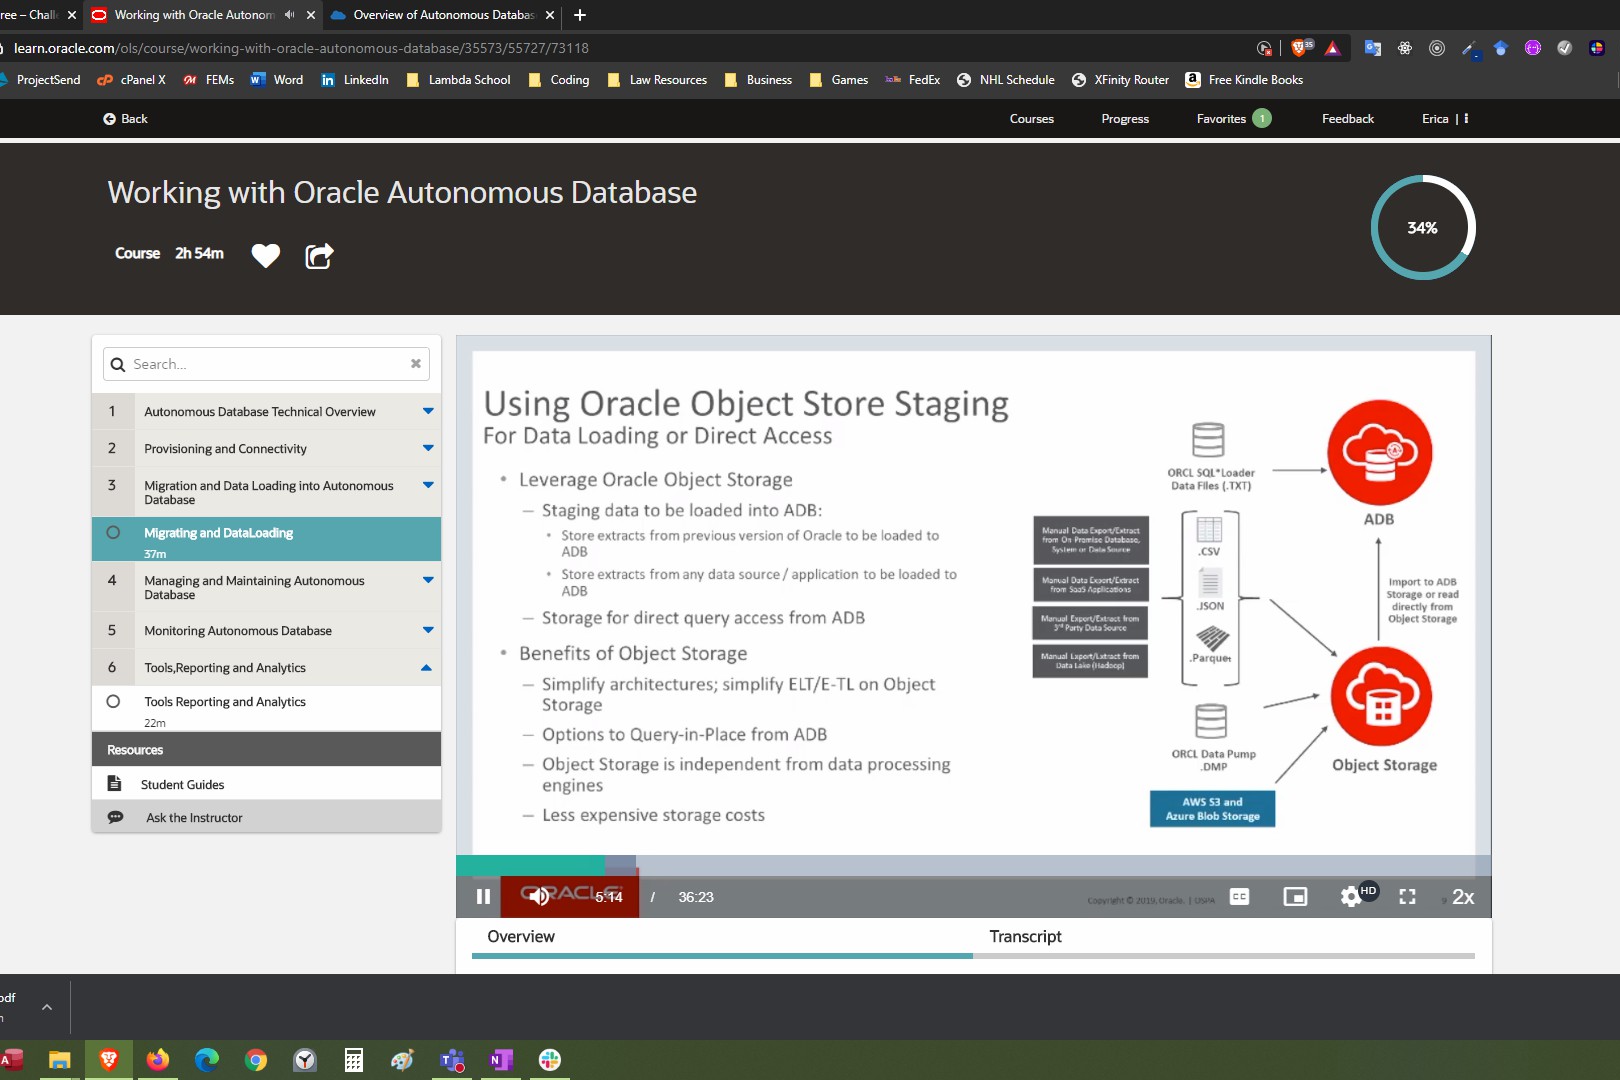 ree – Chall
Working with Oracle Autonom
Overview of Autonomous Databas
learn.oracle.com/ols/course/working-with-oracle-autonomous-database/35573/55727/73118
35
ProjectSend
cPanel X
FEMs
Word
LinkedIn
Lambda School
Coding
Law Resources
Business
Games
FedEx
NHL Schedule
XFinity Router
Free Kindle Books
Back
Courses
Progress
Favorites 1
Feedback
Erica |
Working with Oracle Autonomous Database
Course 2h 54m
34%
Search...
1 Autonomous Database Technical Overview
2 Provisioning and Connectivity
3 Migration and Data Loading into Autonomous
Database
Migrating and DataLoading
37m
4 Managing and Maintaining Autonomous
Database
5 Monitoring Autonomous Database
6 Tools,Reporting and Analytics
Tools Reporting and Analytics
22m
Resources
Student Guides
Ask the Instructor
Using Oracle Object Store Staging
For Data Loading or Direct Access
• Leverage Oracle Object Storage
– Staging data to be loaded into ADB:
• Store extracts from previous version of Oracle to be loaded to
ADB
• Store extracts from any data source / application to be loaded to
ADB
– Storage for direct query access from ADB
• Benefits of Object Storage
– Simplify architectures; simplify ELT/E-TL on Object
Storage
– Options to Query-in-Place from ADB
– Object Storage is independent from data processing
engines
– Less expensive storage costs
ORCL SQL*Loader
Data Files (.TXT)
ADB
Manual Data Export/Extract
from On-Premise Database,
System or Data Source
Manual Data Export/Extract
from SaaS Applications
Manual Export/Extract from
3rd Party Data Source
Manual Export/Extract from
Data Lake (Hadoop)
.CSV
.JSON
.Parquet
Import to ADB
Storage or read
directly from
Object Storage
ORCL Data Pump
.DMP
Object Storage
AWS S3 and
Azure Blob Storage
ORACLE
5:14 / 36:23
Copyright © 2019, Oracle. | OSPA
CC
HD
9
2x
Overview
Transcript
pdf